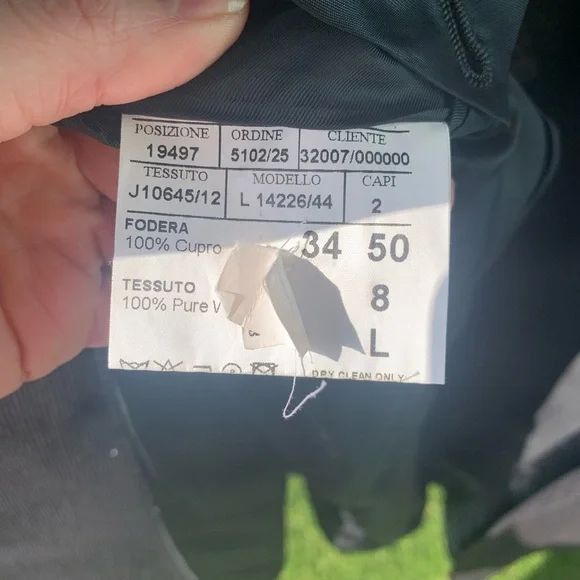 POSIZIONE ORDINE CLIENTE
19497 5102/25 32007/000000
TESSUTO MODELLO CAPI
J10645/12 L 14226/44 2
FODERA 34 50
100% Cupro
TESSUTO 8
100% Pure
L
DRY CLEAN ONLY